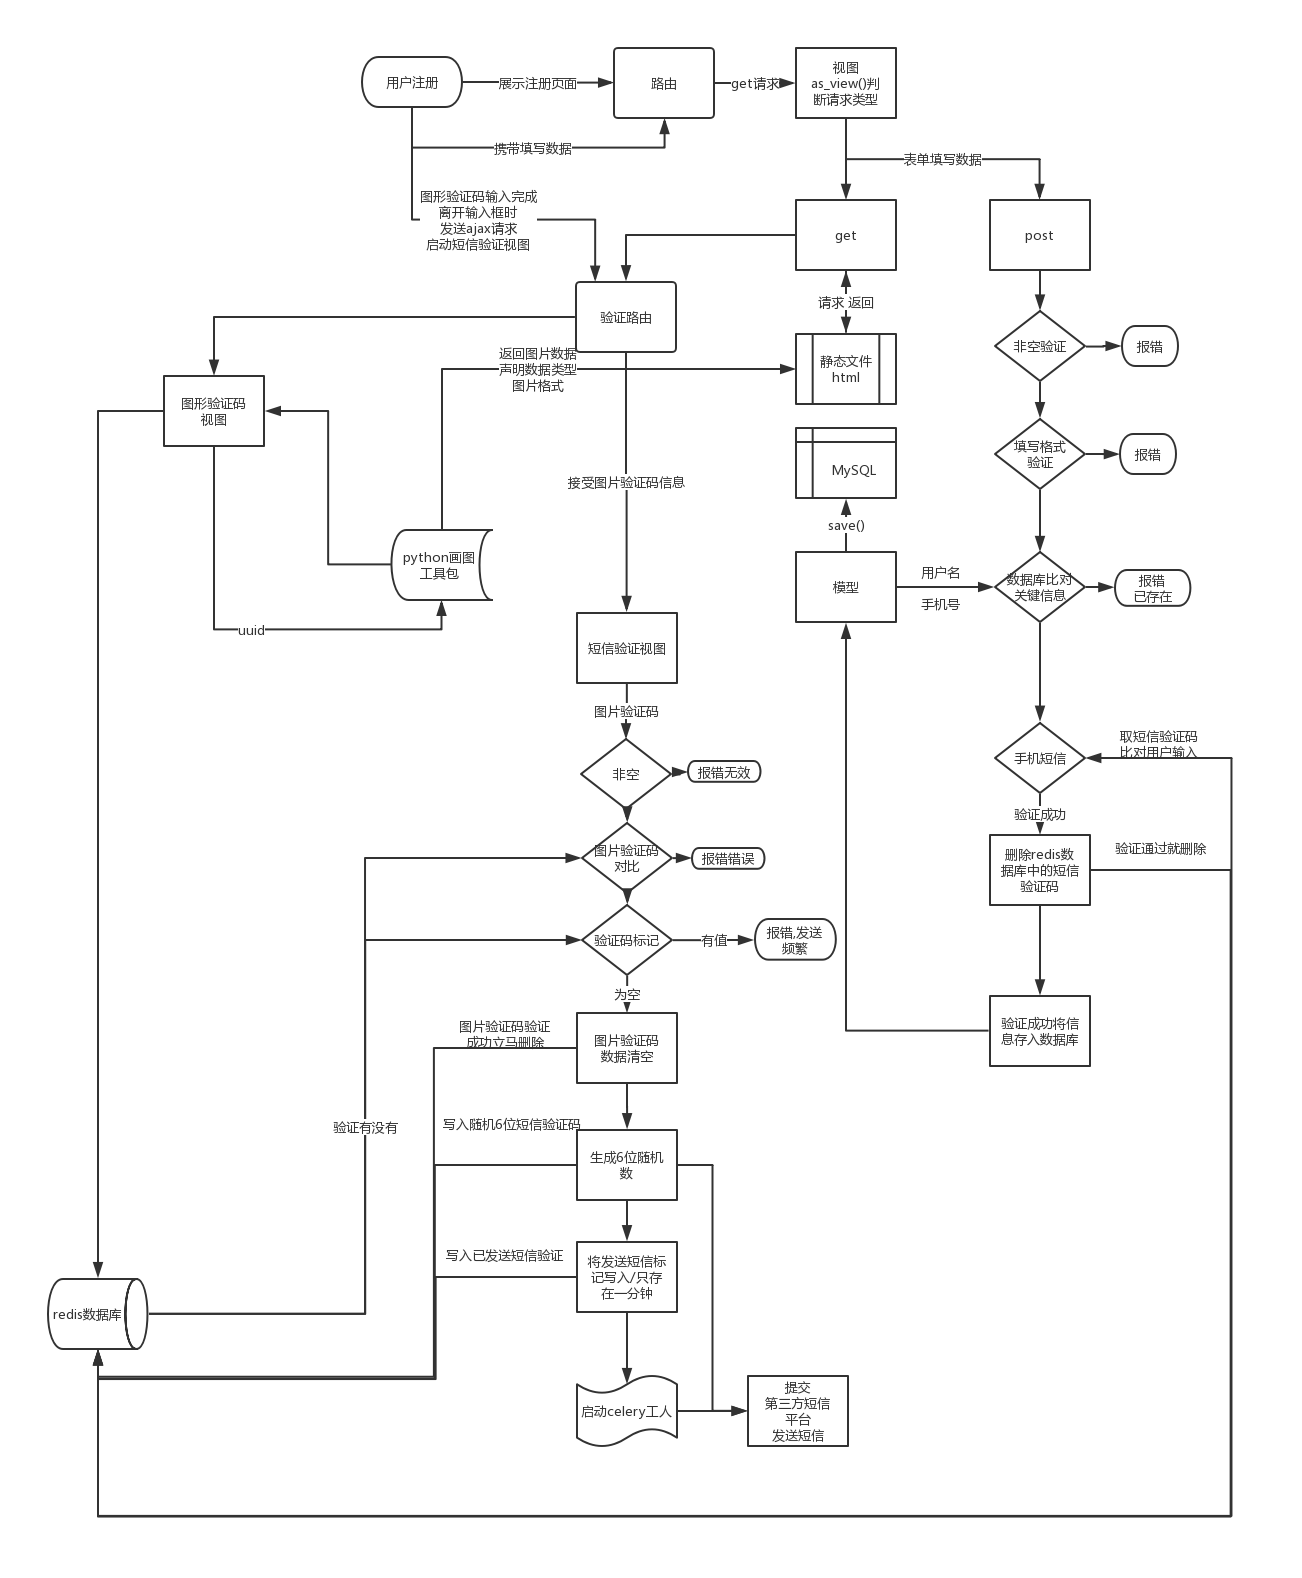 用户注册
展示注册页面
路由
get请求
视图
as_view()判
断请求类型
携带填写数据
表单填写数据
图形验证码输入完成
离开输入框时
发送ajax请求
启动短信验证视图
get
post
验证路由
请求 返回
非空验证
报错
返回图片数据
声明数据类型
图片格式
静态文件
html
图形验证码
视图
填写格式
验证
报错
MySQL
接受图片验证码信息
save()
python画图
工具包
模型
用户名
手机号
数据库比对
关键信息
报错
已存在
uuid
短信验证视图
图片验证码
取短信验证码
比对用户输入
手机短信
非空
报错无效
验证成功
图片验证码
对比
报错错误
删除redis数
据库中的短信
验证码
验证通过就删除
验证码标记
有值
报错,发送
频繁
为空
图片验证码验证
成功立马删除
图片验证码
数据清空
验证成功将信
息存入数据库
验证有没有
写入随机6位短信验证码
生成6位随机
数
写入已发送短信验证
将发送短信标
记写入/只存
在一分钟
redis数据库
启动celery工人
提交
第三方短信
平台
发送短信